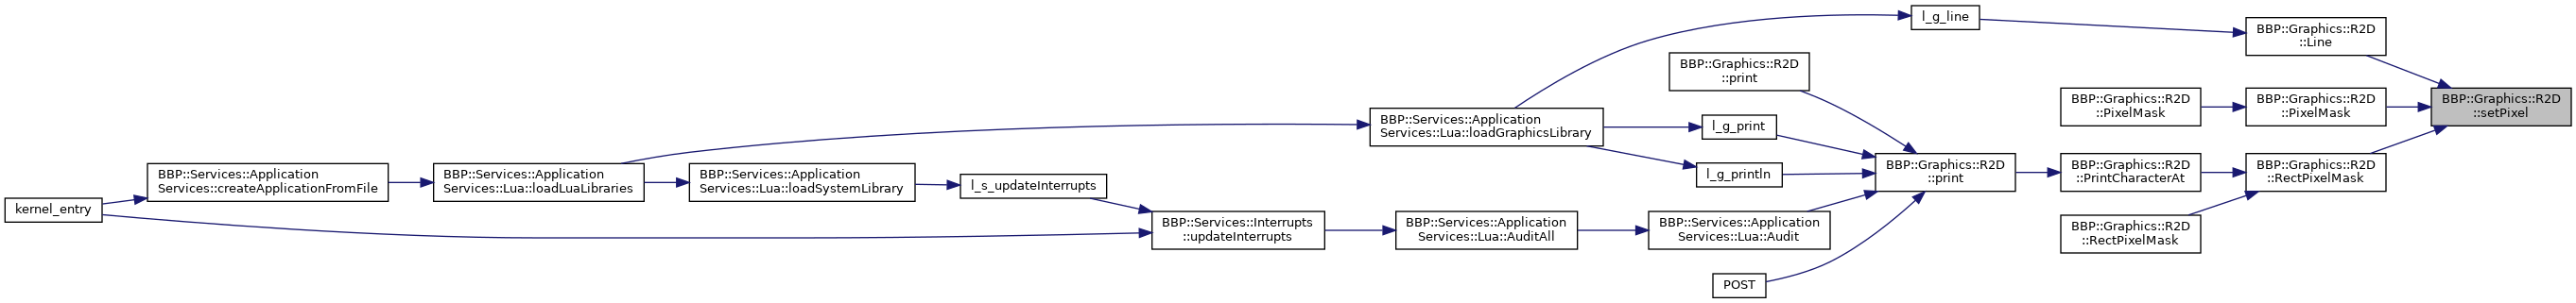 l_g_line
BBP::Graphics::R2D
::Line
BBP::Graphics::R2D
::print
BBP::Graphics::R2D
::PixelMask
BBP::Graphics::R2D
::PixelMask
BBP::Graphics::R2D
::setPixel
BBP::Services::Application
Services::Lua::loadGraphicsLibrary
l_g_print
BBP::Services::Application
Services::createApplicationFromFile
BBP::Services::Application
Services::Lua::loadLuaLibraries
BBP::Services::Application
Services::Lua::loadSystemLibrary
l_s_updateInterrupts
l_g_println
BBP::Graphics::R2D
::print
BBP::Graphics::R2D
::PrintCharacterAt
BBP::Graphics::R2D
::RectPixelMask
kernel_entry
BBP::Services::Interrupts
::updateInterrupts
BBP::Services::Application
Services::Lua::AuditAll
BBP::Services::Application
Services::Lua::Audit
BBP::Graphics::R2D
::RectPixelMask
POST